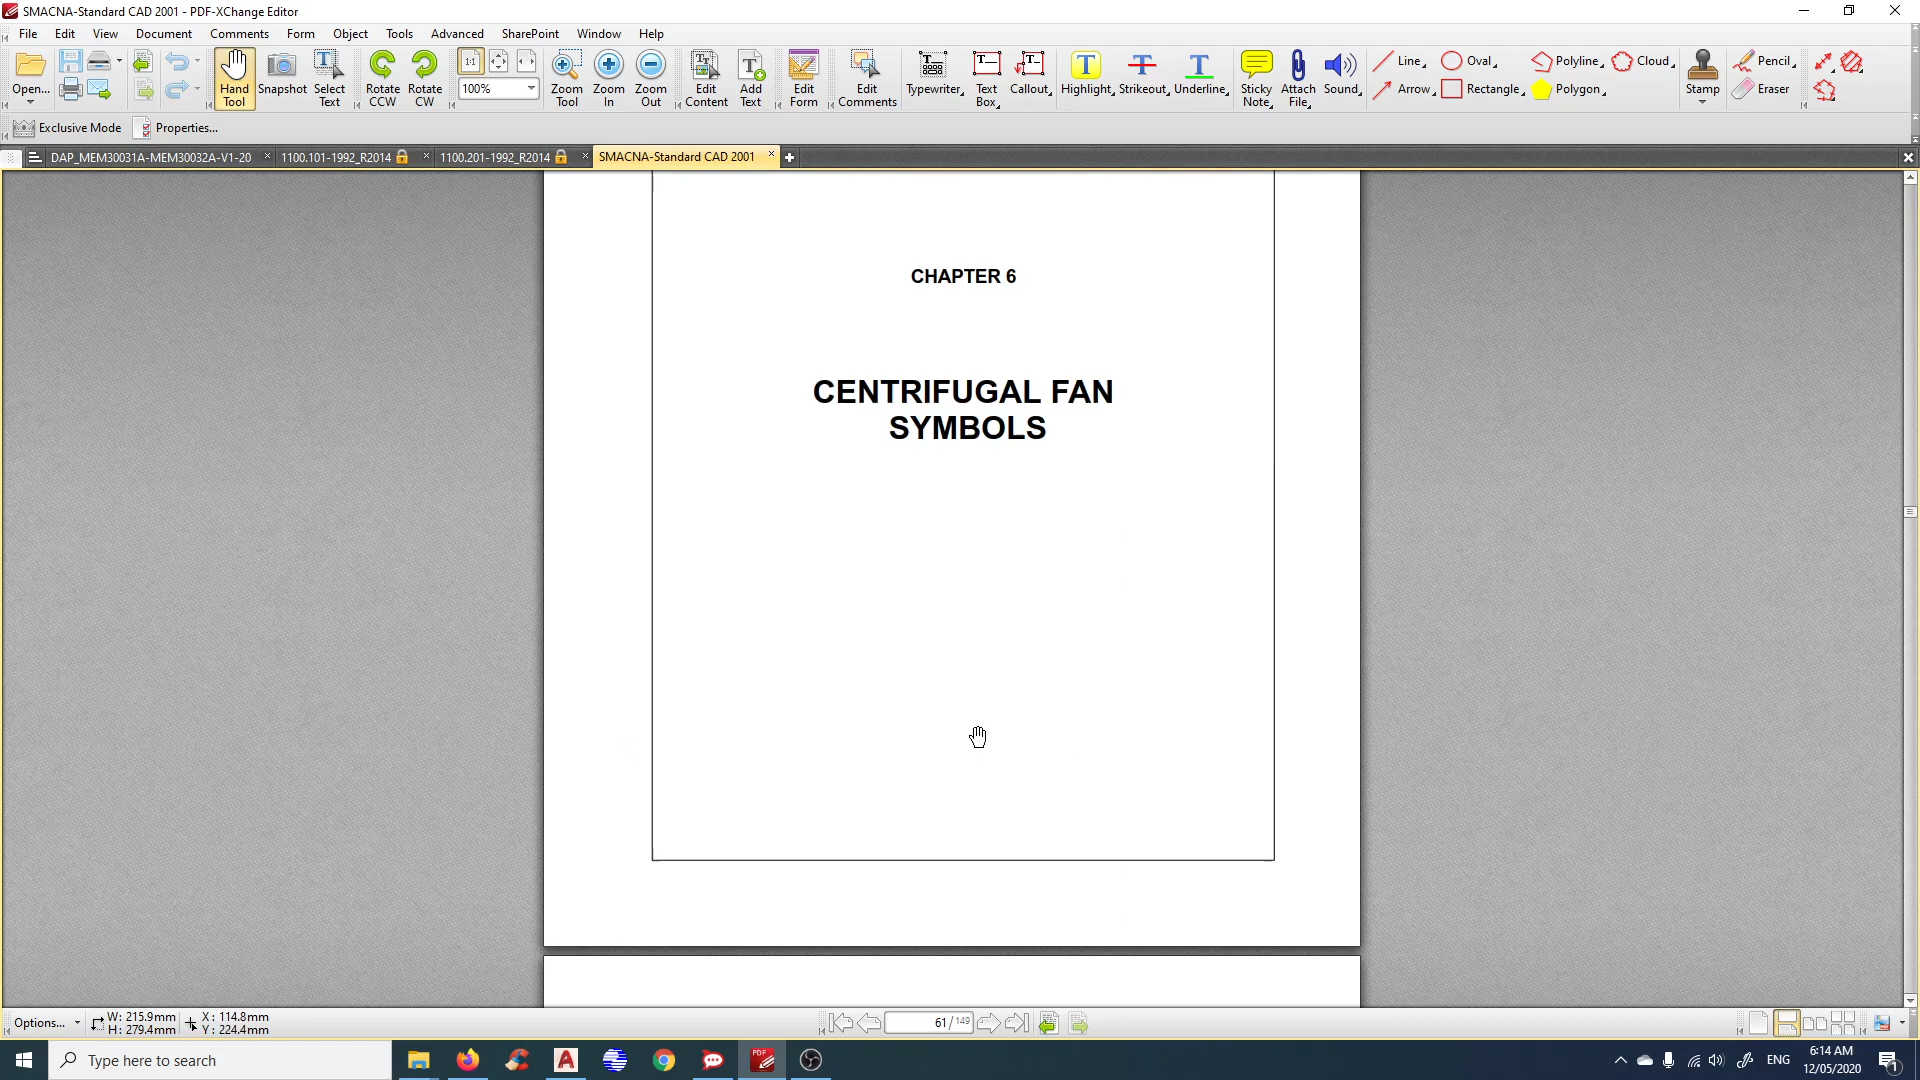 SMACNA-Standard CAD 2001 - PDF-XChange Editor
File Edit View Document Comments Form Object Tools Advanced SharePoint Window Help
Open... Hand Tool Snapshot Select Text Rotate CCW Rotate CW 1:1 100% Zoom Tool Zoom In Zoom Out Edit Content Add Text Edit Form Edit Comments Typewriter Text Box Callout Highlight Strikeout Underline Sticky Note Attach File Sound Line Arrow Oval Rectangle Polyline Polygon Cloud Stamp Pencil Eraser
Exclusive Mode Properties...
DAP_MEM30031A-MEM30032A-V1-20 1100.101-1992_R2014 1100.201-1992_R2014 SMACNA-Standard CAD 2001
CHAPTER 6
CENTRIFUGAL FAN
SYMBOLS
Options... W: 215.9mm H: 279.4mm X: 114.8mm Y: 224.4mm 61 / 149
Type here to search PDF ENG 6:14 AM 12/05/2020 1